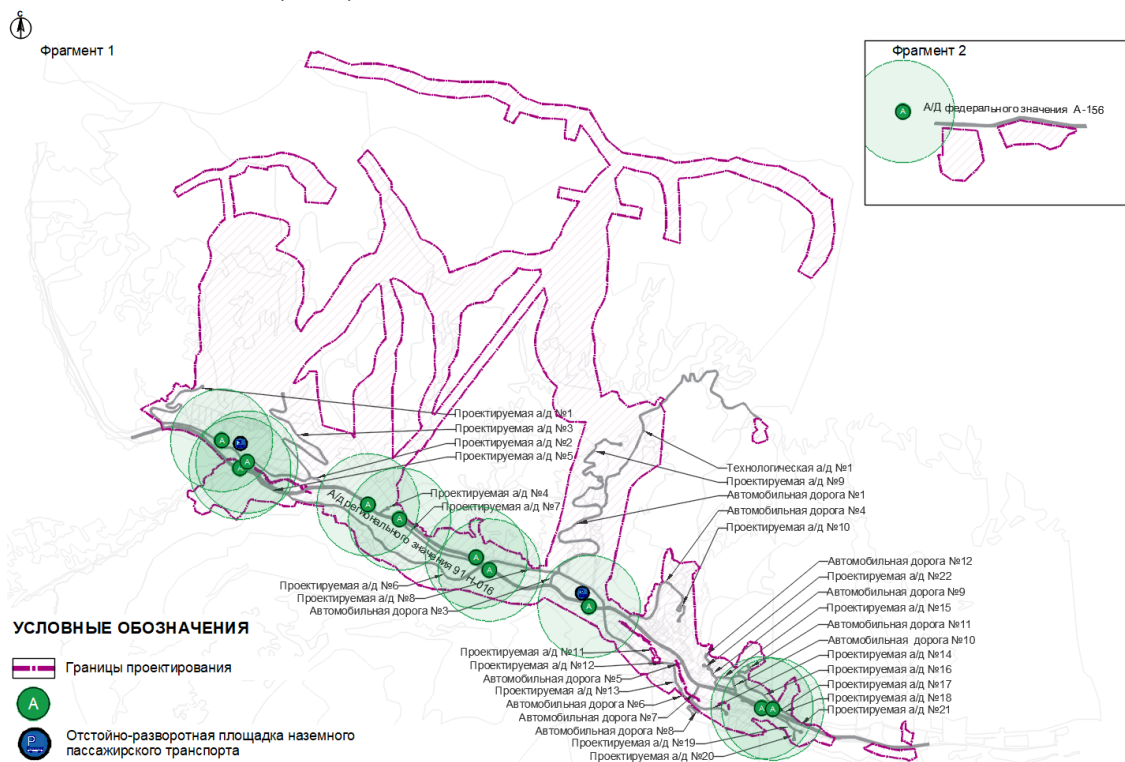 с
Фрагмент 1
Фрагмент 2
А
А/Д федерального значения А-156
Проектируемая а/д №1
Проектируемая а/д №3
Проектируемая а/д №2
Проектируемая а/д №5
А
А
А
Р
Технологическая а/д №1
Проектируемая а/д №9
Автомобильная дорога №1
Автомобильная дорога №4
Проектируемая а/д №10
Проектируемая а/д №4
Проектируемая а/д №7
А
А
А/д регионального значения 91 Н-016
А
А
Проектируемая а/д №6
Проектируемая а/д №8
Автомобильная дорога №3
Р
А
Автомобильная дорога №12
Проектируемая а/д №22
Автомобильная дорога №9
Проектируемая а/д №15
Автомобильная дорога №11
Автомобильная дорога №10
Проектируемая а/д №14
Проектируемая а/д №16
Проектируемая а/д №17
Проектируемая а/д №18
Проектируемая а/д №21
Проектируемая а/д №11
Проектируемая а/д №12
Автомобильная дорога №5
Проектируемая а/д №13
Автомобильная дорога №6
Автомобильная дорога №7
Автомобильная дорога №8
Проектируемая а/д №19
Проектируемая а/д №20
А
А
УСЛОВНЫЕ ОБОЗНАЧЕНИЯ
Границы проектирования
А
Р
Отстойно-разворотная площадка наземного
пассажирского транспорта